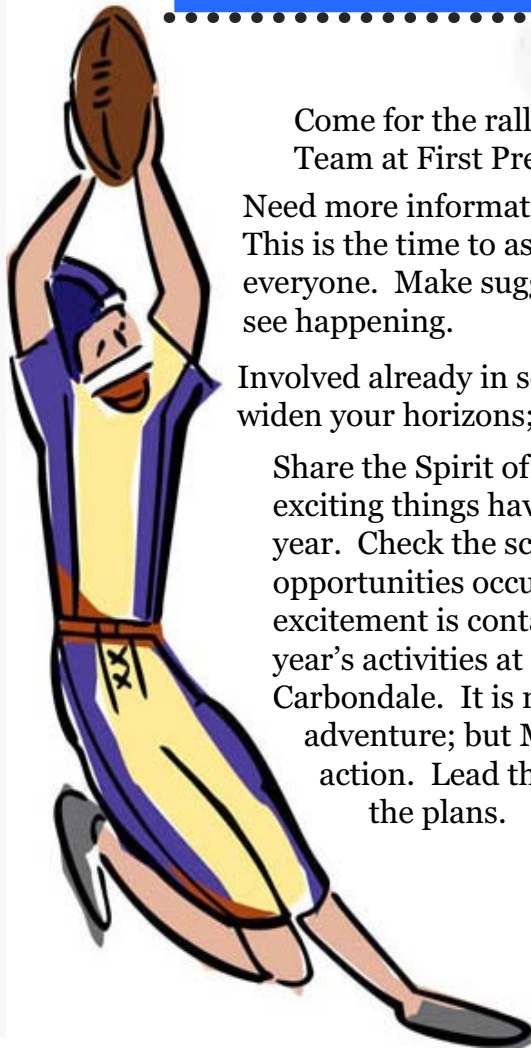 Come for the rall
Team at First Pre
Need more informat
This is the time to as
everyone.  Make sugg
see happening.
Involved already in s
widen your horizons;
Share the Spirit of
exciting things hav
year.  Check the sc
opportunities occu
excitement is conta
year’s activities at
Carbondale.  It is n
adventure; but M
action.  Lead th
the plans.